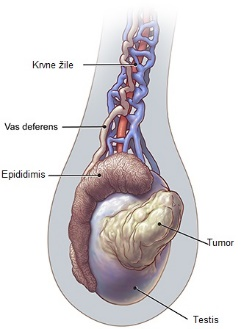 Krvne žile
Vas deferens
Epididimis
Tumor
Testis